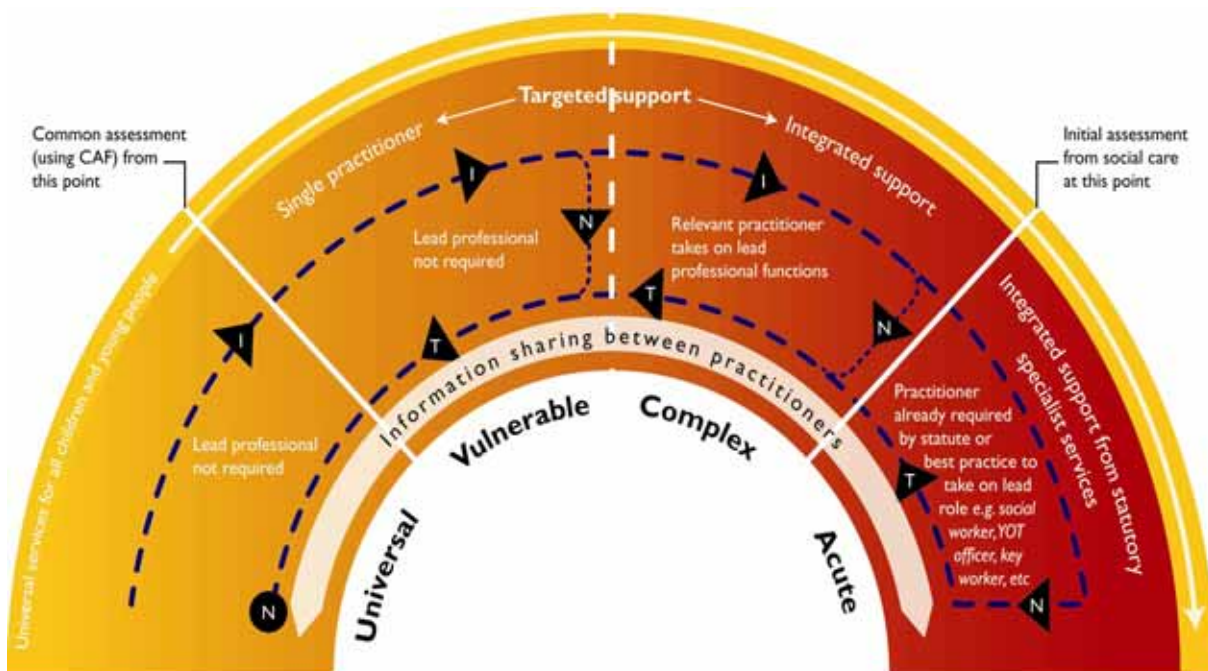 Common assessment
(using CAF) from
this point
Initial assessment
from social care
at this point
Targeted support
Single practitioner
Integrated support
Universal services for all children and young people
Integrated support from statutory
specialist services
Lead professional
not required
Lead professional
not required
Relevant practitioner
takes on lead
professional functions
Practitioner
already required
by statute or
best practice to
take on lead
role e.g. social
worker, YOT
officer, key
worker, etc
I
I
I
N
N
N
N
T
T
T
Information sharing between practitioners
Universal
Vulnerable
Complex
Acute